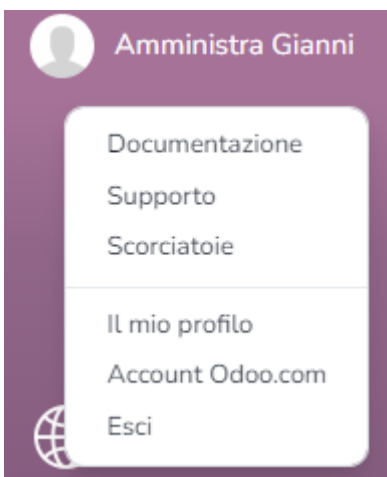 Amministra Gianni
Documentazione
Supporto
Scorciatoie
Il mio profilo
Account Odoo.com
Esci